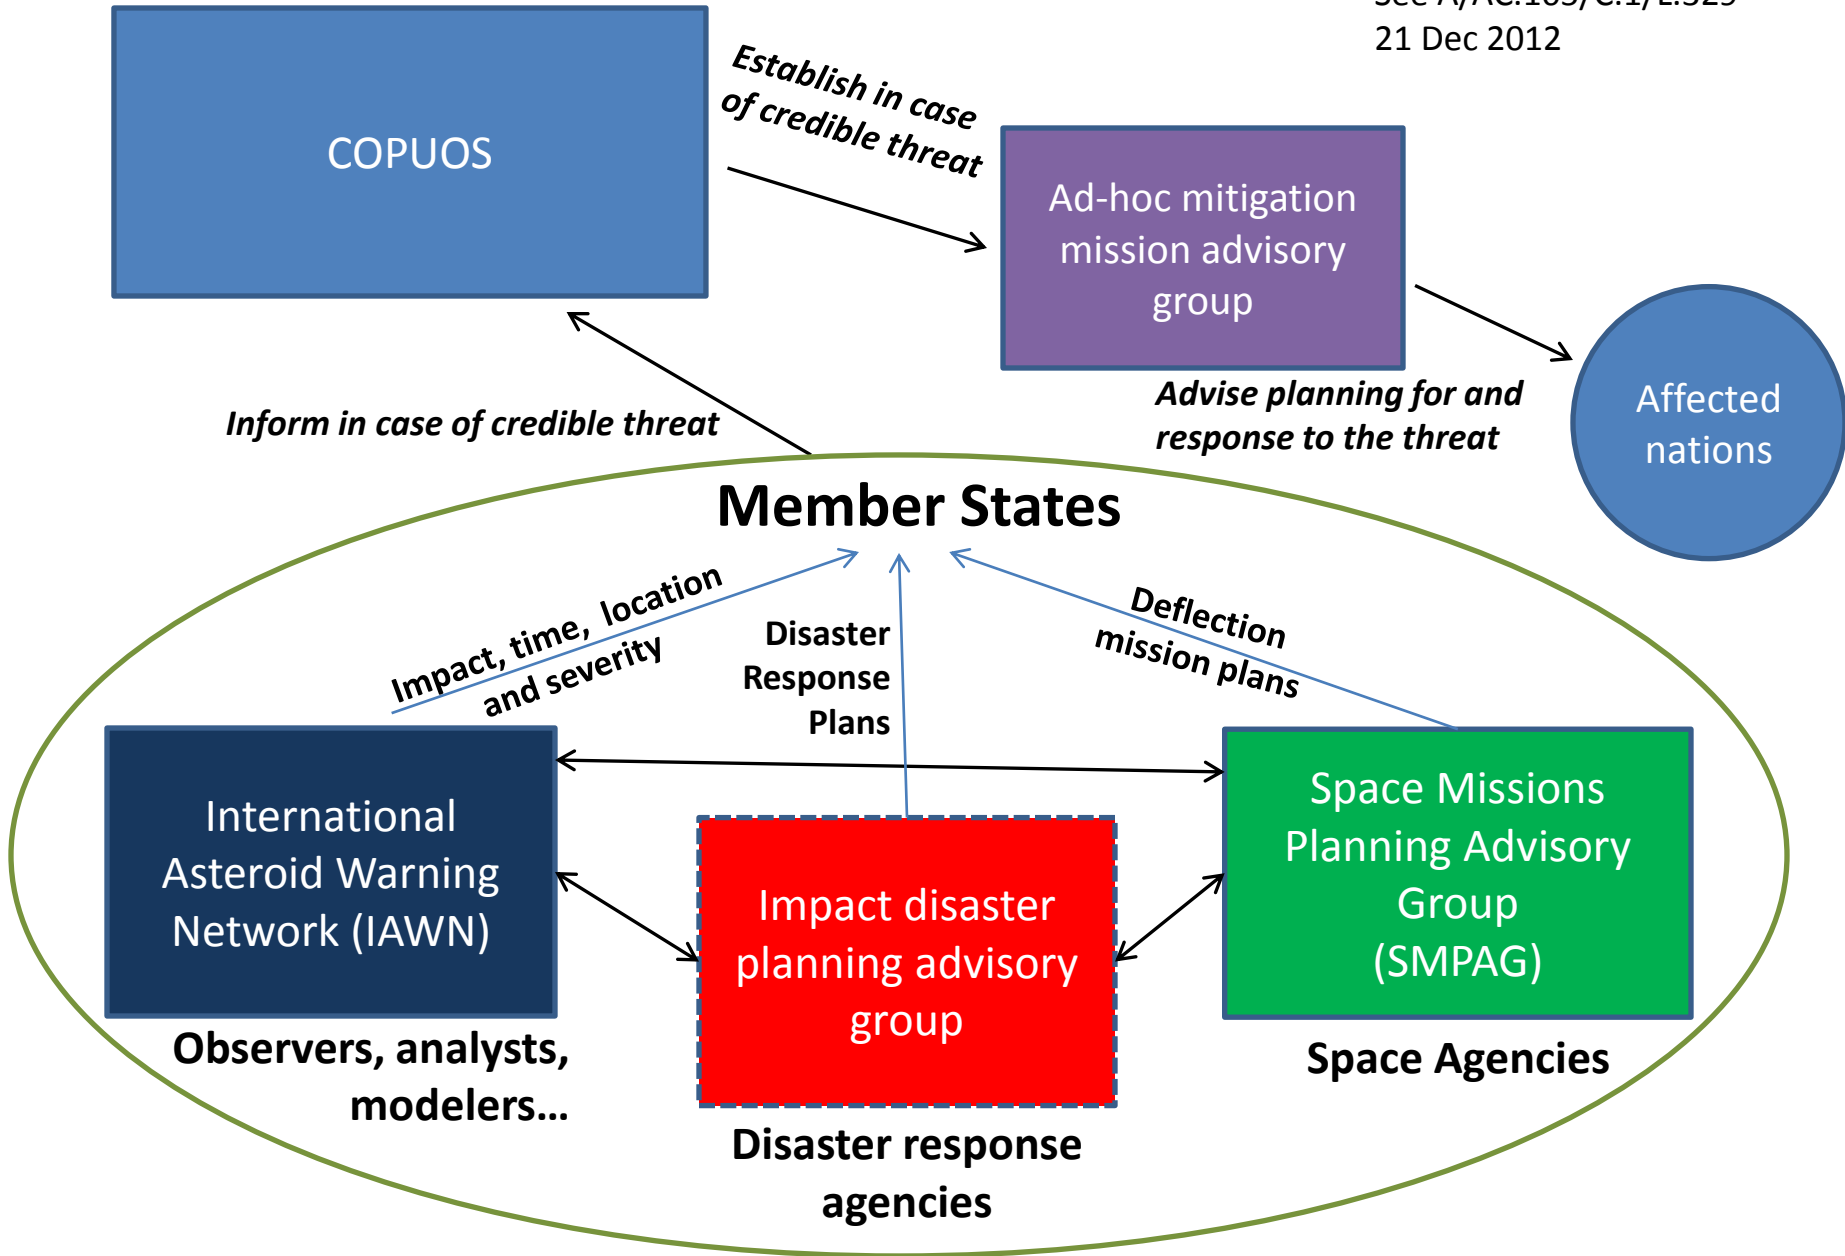 21 Dec 2012
Establish in case
of credible threat
COPUOS
Ad-hoc mitigation
mission advisory
group
Affected
nations
Advise planning for and
response to the threat
Inform in case of credible threat
Member States
Impact, time, location
and severity
Disaster
Response
Plans
Deflection
mission plans
International
Asteroid Warning
Network (IAWN)
Impact disaster
planning advisory
group
Space Missions
Planning Advisory
Group
(SMPAG)
Observers, analysts,
modelers...
Disaster response
agencies
Space Agencies